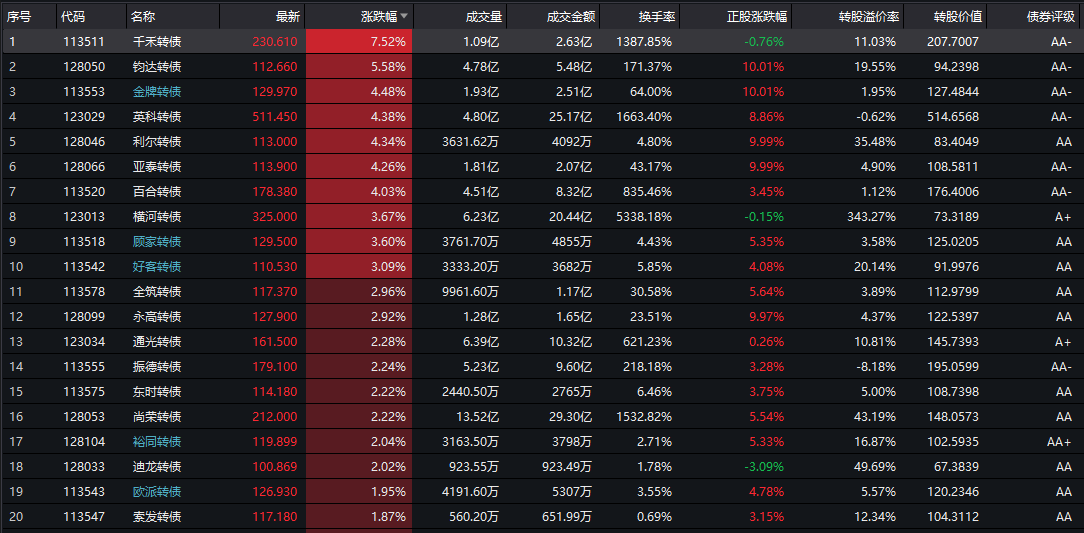 序号 代码 名称 最新 涨跌幅 成交量 成交金额 换手率 正股涨跌幅 转股溢价率 转股价值 债券评级
1 113511 千禾转债 230.610 7.52% 1.09亿 2.63亿 1387.85% -0.76% 11.03% 207.7007 AA-
2 128050 钧达转债 112.660 5.58% 4.78亿 5.48亿 171.37% 10.01% 19.55% 94.2398 AA-
3 113553 金牌转债 129.970 4.48% 1.93亿 2.51亿 64.00% 10.01% 1.95% 127.4844 AA-
4 123029 英科转债 511.450 4.38% 4.80亿 25.17亿 1663.40% 8.86% -0.62% 514.6568 AA-
5 128046 利尔转债 113.000 4.34% 3631.62万 4092万 4.80% 9.99% 35.48% 83.4049 AA
6 128066 亚泰转债 113.900 4.26% 1.81亿 2.07亿 43.17% 9.99% 4.90% 108.5811 AA-
7 113520 百合转债 178.380 4.03% 4.51亿 8.32亿 835.46% 3.45% 1.12% 176.4006 AA-
8 123013 横河转债 325.000 3.67% 6.23亿 20.44亿 5338.18% -0.15% 343.27% 73.3189 A+
9 113518 顾家转债 129.500 3.60% 3761.70万 4855万 4.43% 5.35% 3.58% 125.0205 AA
10 113542 好客转债 110.530 3.09% 3333.20万 3682万 5.85% 4.08% 20.14% 91.9976 AA
11 113578 全筑转债 117.370 2.96% 9961.60万 1.17亿 30.58% 5.64% 3.89% 112.9799 AA
12 128099 永高转债 127.900 2.92% 1.28亿 1.65亿 23.51% 9.97% 4.37% 122.5397 AA
13 123034 通光转债 161.500 2.28% 6.39亿 10.32亿 621.23% 0.26% 10.81% 145.7393 A+
14 113555 振德转债 179.100 2.24% 5.23亿 9.60亿 218.18% 3.28% -8.18% 195.0599 AA-
15 113575 东时转债 114.180 2.22% 2440.50万 2765万 6.46% 3.75% 5.00% 108.7398 AA
16 128053 尚荣转债 212.000 2.22% 13.52亿 29.30亿 1532.82% 5.54% 43.19% 148.0573 AA
17 128104 裕同转债 119.899 2.04% 3163.50万 3798万 2.71% 5.33% 16.87% 102.5935 AA+
18 128033 迪龙转债 100.869 2.02% 923.55万 923.49万 1.78% -3.09% 49.69% 67.3839 AA
19 113543 欧派转债 126.930 1.95% 4191.60万 5307万 3.55% 4.78% 5.57% 120.2346 AA
20 113547 索发转债 117.180 1.87% 560.20万 651.99万 0.69% 3.15% 12.34% 104.3112 AA